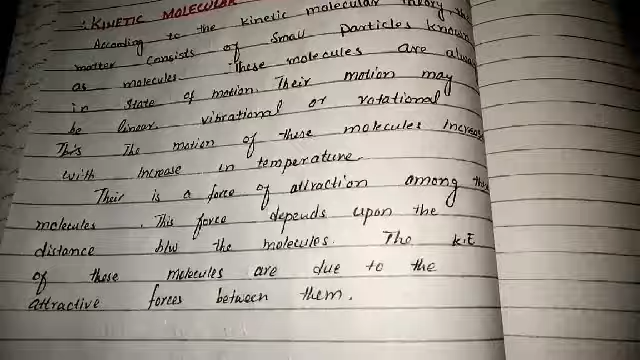 : KINETIC MOLECULAR
According to the kinetic molecular theory the
matter consists of small particles known
as molecules. These molecules are alwa
in state of motion. Their motion may
be linear, vibrational or rotational
This The motion of these molecules increas
with increase in temperature.
Their is a force of attraction among the
molecules. This force depends upon the
distance b/w the molecules. The K.E
of these molecules are due to the
attractive forces between them.